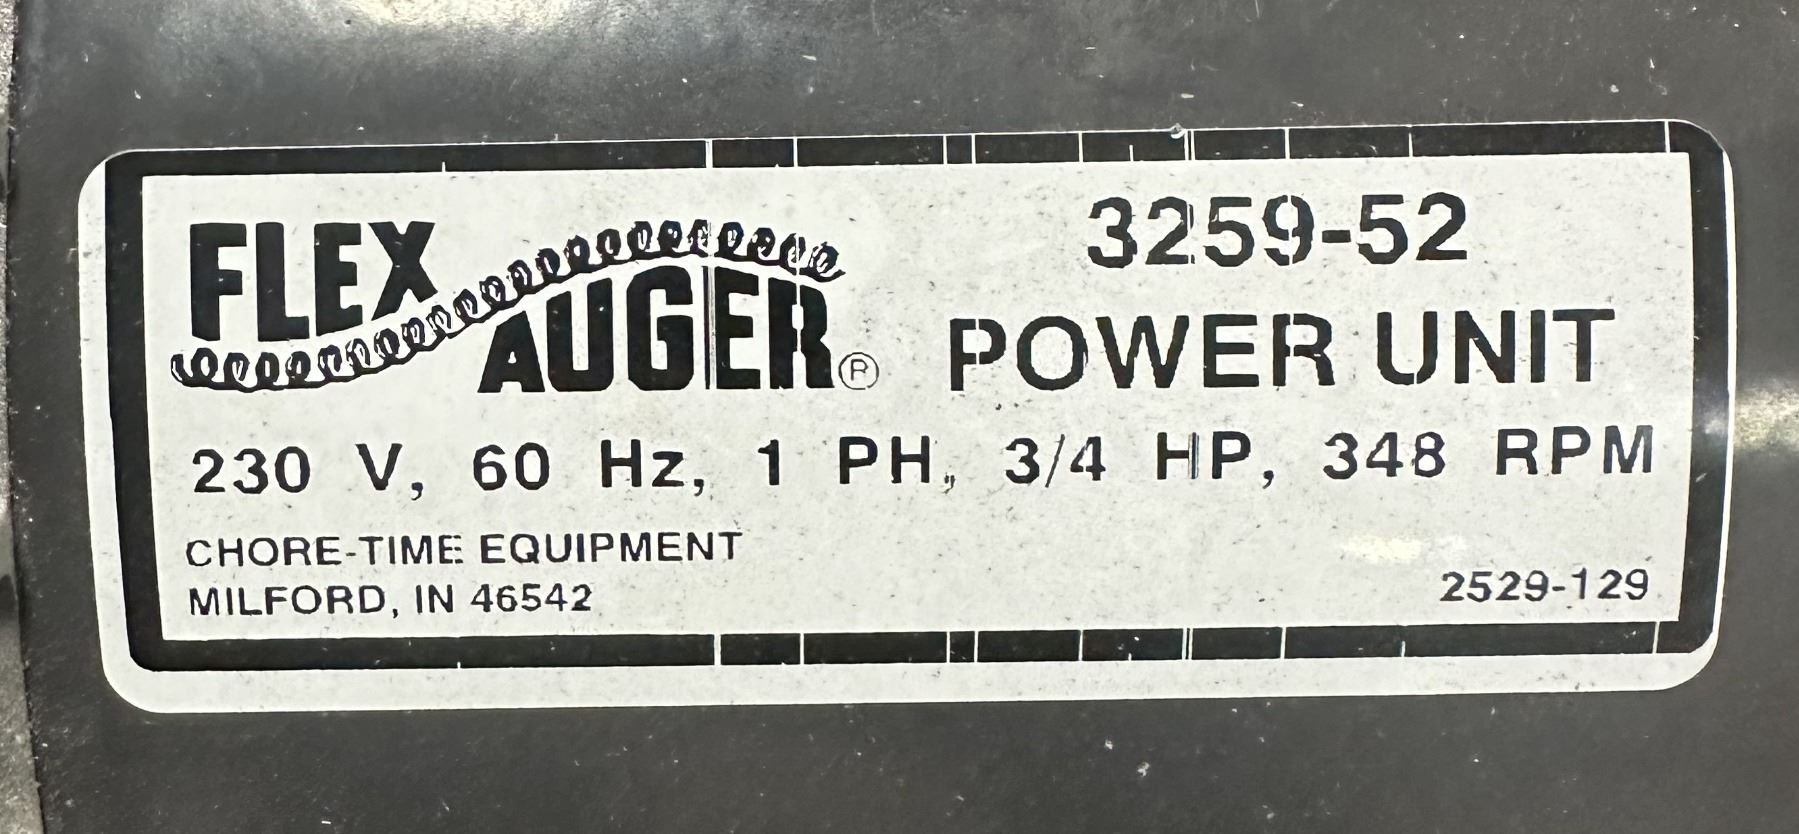 FLEX
AUGER®
3259-52
POWER UNIT
230 V, 60 Hz, 1 PH, 3/4 HP, 348 RPM
CHORE-TIME EQUIPMENT
MILFORD, IN 46542
2529-129